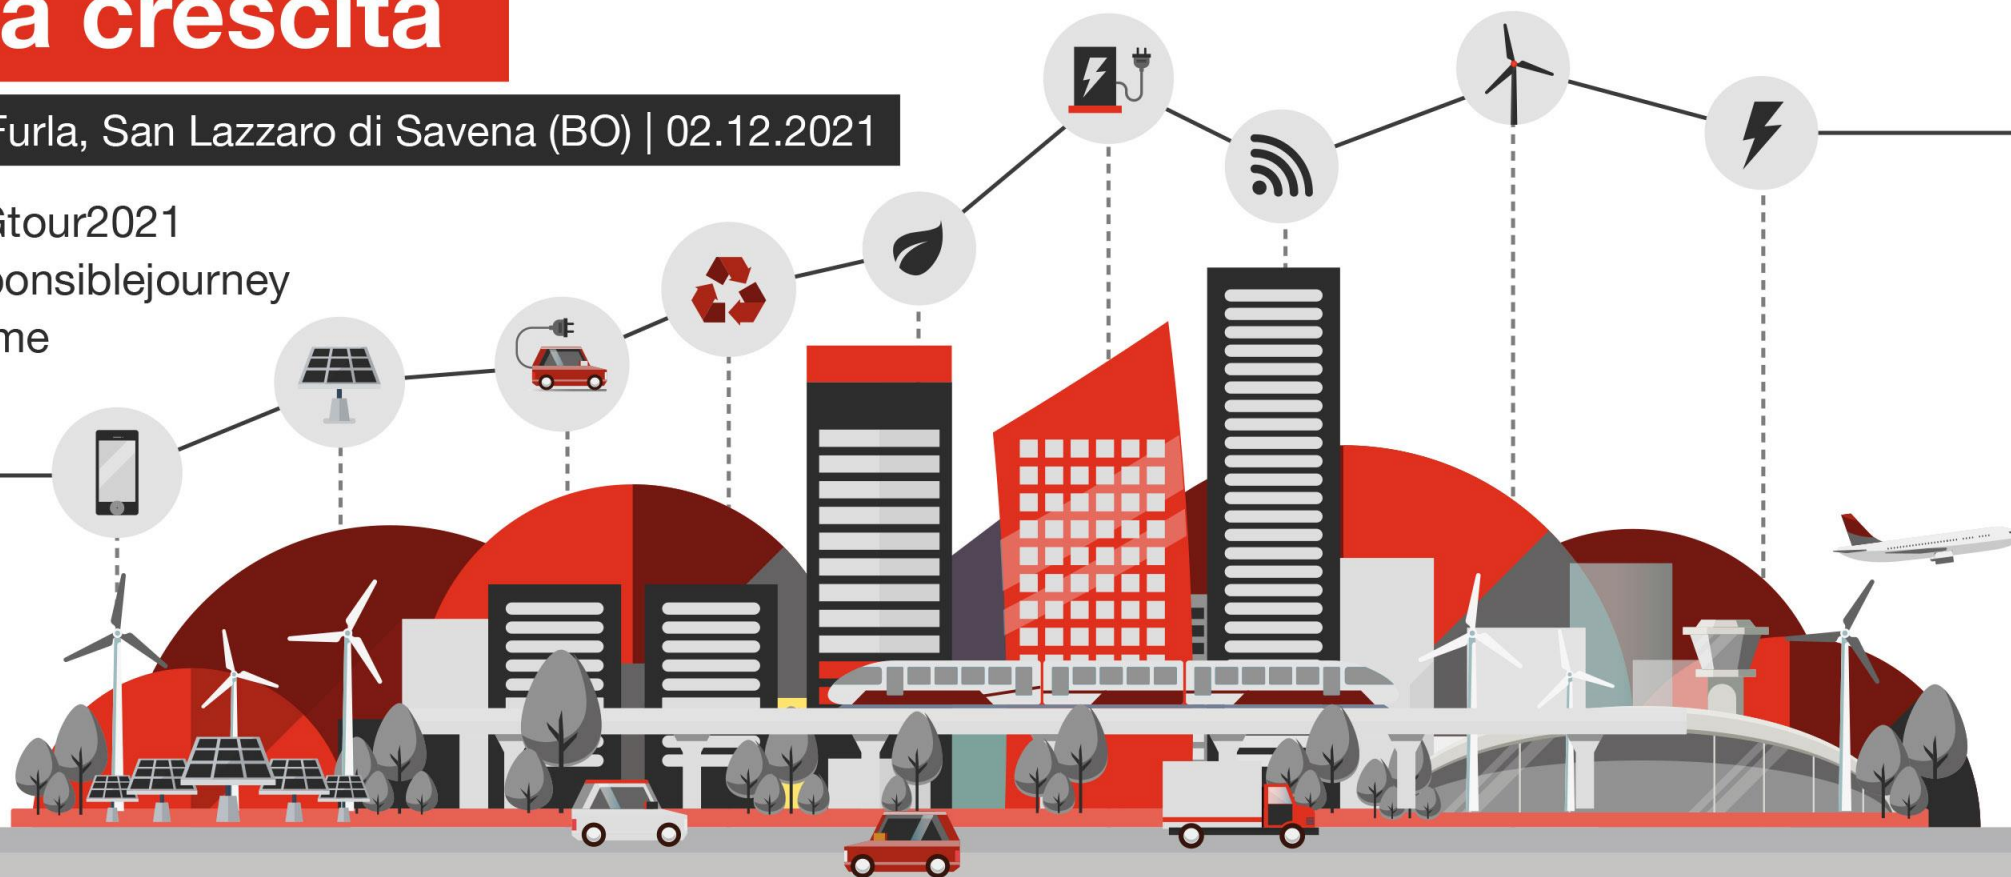 a crescita
Furla, San Lazzaro di Savena (BO) | 02.12.2021
tour2021
onsiblejourney
me